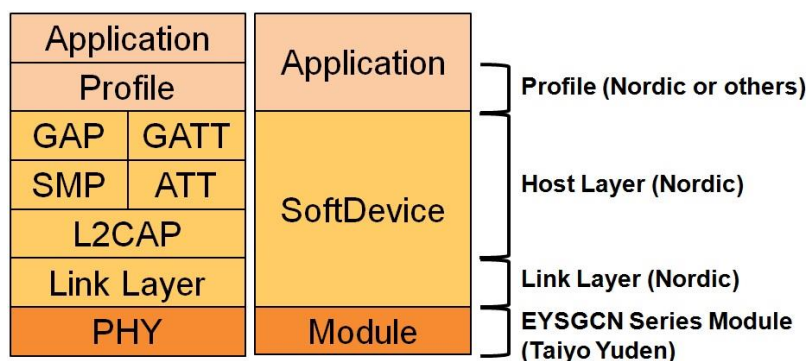 Application
Profile
GAP GATT
SMP ATT
L2CAP
Link Layer
PHY
Application
SoftDevice
Module
Profile (Nordic or others)
Host Layer (Nordic)
Link Layer (Nordic)
EYSGCN Series Module
(Taiyo Yuden)